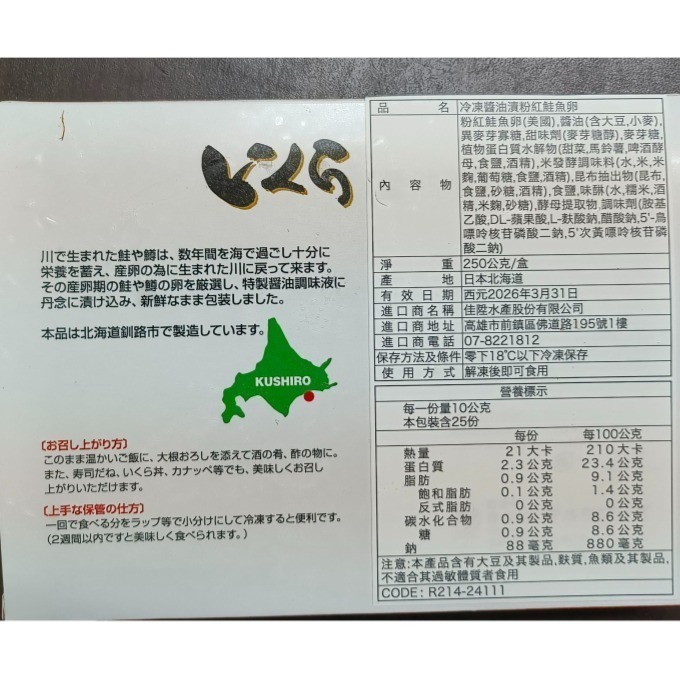 いくら
川で生まれた鮭や鱒は、数年間を海で過ごし十分に
栄養を蓄え、産卵の為に生まれた川に戻って来ます。
その産卵期の鮭や鱒の卵を厳選し、特製醤油調味液に
丹念に漬け込み、新鮮なまま包装しました。
本品は北海道釧路市で製造しています。
KUSHIRO
〔お召し上がり方〕
このまま温かいご飯に、大根おろしを添えて酒の肴、酢の物に。
また、寿司だね、いくら丼、カナッペ等でも、美味しくお召し
上がりいただけます。
〔上手な保管の仕方〕
一回で食べる分をラップ等で小分けにして冷凍すると便利です。
(2週間以内ですと美味しく食べられます。)
品名 冷凍醬油漬粉紅鮭魚卵
內容物 粉紅鮭魚卵(美國),醬油(含大豆,小麥),
異麥芽寡糖,甜味劑(麥芽糖醇),麥芽糖,
植物蛋白質水解物(甜菜,馬鈴薯,啤酒酵
母,食鹽,酒精),米發酵調味料(水,米,米
麴,葡萄糖,食鹽,酒精),昆布抽出物(昆布,
食鹽,砂糖,酒精),食鹽,味醂(水,糯米,酒
精,米麴,砂糖),酵母提取物,調味劑(胺基
乙酸,DL-蘋果酸,L-麩酸鈉,醋酸鈉,5'-鳥
嘌呤核苷磷酸二鈉,5'次黃嘌呤核苷磷
酸二鈉)
淨重 250公克/盒
產地 日本北海道
有效日期 西元2026年3月31日
進口商名稱 佳陞水產股份有限公司
進口商地址 高雄市前鎮區佛道路195號1樓
進口商電話 07-8221812
保存方法及條件 零下18℃以下冷凍保存
使用方式 解凍後即可食用
營養標示
每一份量10公克
本包裝含25份
每份 每100公克
熱量 21大卡 210大卡
蛋白質 2.3公克 23.4公克
脂肪 0.9公克 9.1公克
飽和脂肪 0.1公克 1.4公克
反式脂肪 0公克 0公克
碳水化合物 0.9公克 8.6公克
糖 0.9公克 8.6公克
鈉 88毫克 880毫克
注意:本產品含有大豆及其製品,麩質,魚類及其製品,
不適合其過敏體質者食用
CODE: R214-24111